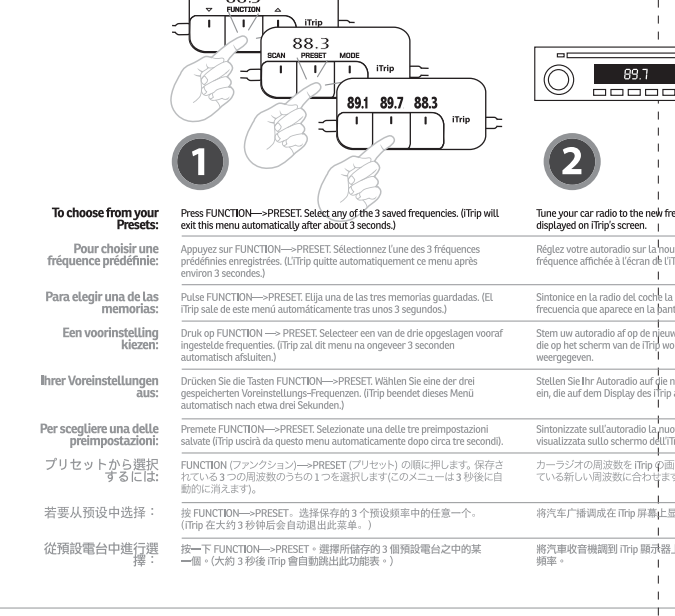 88.3
FUNCTION
iTrip
88.3
SCAN PRESET MODE
iTrip
89.1 89.7 88.3
iTrip
89.7
1
2
To choose from your
Presets:
Press FUNCTION—>PRESET. Select any of the 3 saved frequencies. (iTrip will
exit this menu automatically after about 3 seconds.)
Tune your car radio to the new fre
displayed on iTrip's screen.
Pour choisir une
fréquence prédéfinie:
Appuyez sur FUNCTION—>PRESET. Sélectionnez l'une des 3 fréquences
prédéfinies enregistrées. (L'iTrip quitte automatiquement ce menu après
environ 3 secondes.)
Réglez votre autoradio sur la nou
fréquence affichée à l'écran de l'iT
Para elegir una de las
memorias:
Pulse FUNCTION—>PRESET. Elija una de las tres memorias guardadas. (El
iTrip sale de este menú automáticamente tras unos 3 segundos.)
Sintonice en la radio del coche la
frecuencia que aparece en la pant
Een voorinstelling
kiezen:
Druk op FUNCTION —> PRESET. Selecteer een van de drie opgeslagen vooraf
ingestelde frequenties. (iTrip zal dit menu na ongeveer 3 seconden
automatisch afsluiten.)
Stem uw autoradio af op de nieuw
die op het scherm van de iTrip wo
weergegeven.
Ihrer Voreinstellungen
aus:
Drücken Sie die Tasten FUNCTION—>PRESET. Wählen Sie eine der drei
gespeicherten Voreinstellungs-Frequenzen. (iTrip beendet dieses Menü
automatisch nach etwa drei Sekunden.)
Stellen Sie Ihr Autoradio auf die n
ein, die auf dem Display des iTrip a
Per scegliere una delle
preimpostazioni:
Premete FUNCTION—>PRESET. Selezionate una delle tre preimpostazioni
salvate (iTrip uscirà da questo menu automaticamente dopo circa tre secondi).
Sintonizzate sull'autoradio la nuo
visualizzata sullo schermo dell'iTi
プリセットから選択
するには:
FUNCTION (ファンクション)—>PRESET (プリセット) の順に押します。保存さ
れている 3 つの周波数のうちの 1 つを選択します(このメニューは 3 秒後に自
動的に消えます)。
カーラジオの周波数を iTrip の画
ている新しい周波数に合わせます
若要从预设中选择：
按 FUNCTION—>PRESET。选择保存的 3 个预设频率中的任意一个。
(iTrip 在大约 3 秒钟后会自动退出此菜单。)
将汽车广播调成在 iTrip 屏幕上显
從預設電台中進行選
擇：
按一下 FUNCTION—>PRESET。選擇所儲存的 3 個預設電台之中的某
一個。(大約 3 秒後 iTrip 會自動跳出此功能表。)
將汽車收音機調到 iTrip 顯示器上
頻率。